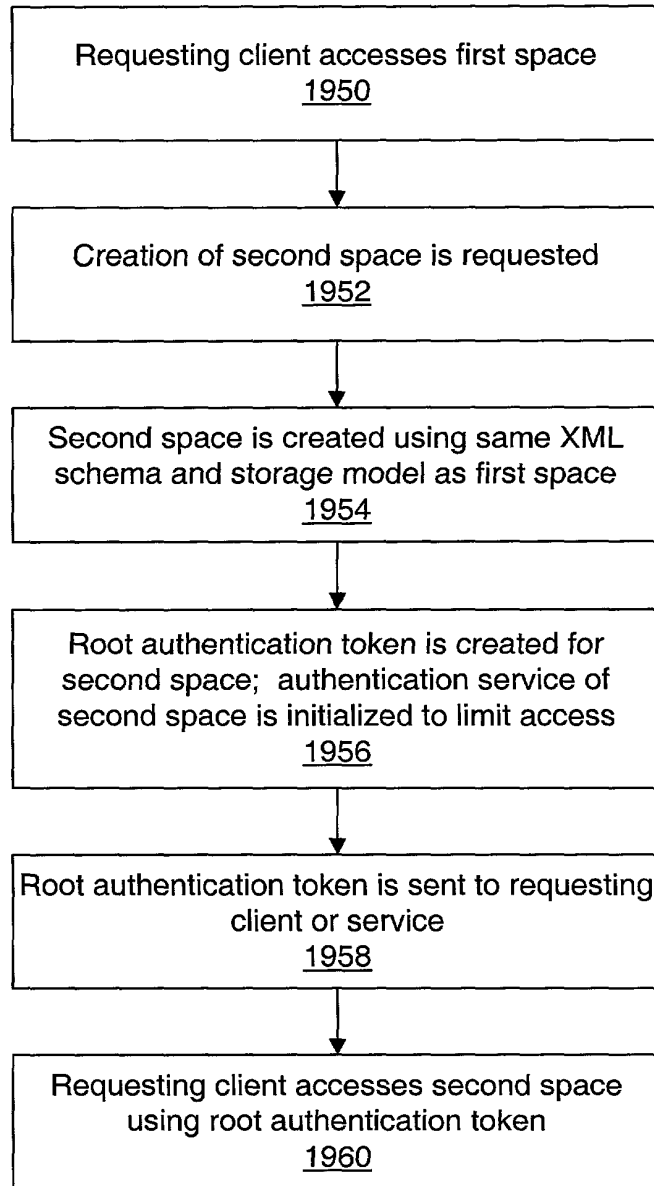 Requesting client accesses first space
1950
Creation of second space is requested
1952
Second space is created using same XML
schema and storage model as first space
1954
Root authentication token is created for
second space; authentication service of
second space is initialized to limit access
1956
Root authentication token is sent to requesting
client or service
1958
Requesting client accesses second space
using root authentication token
1960